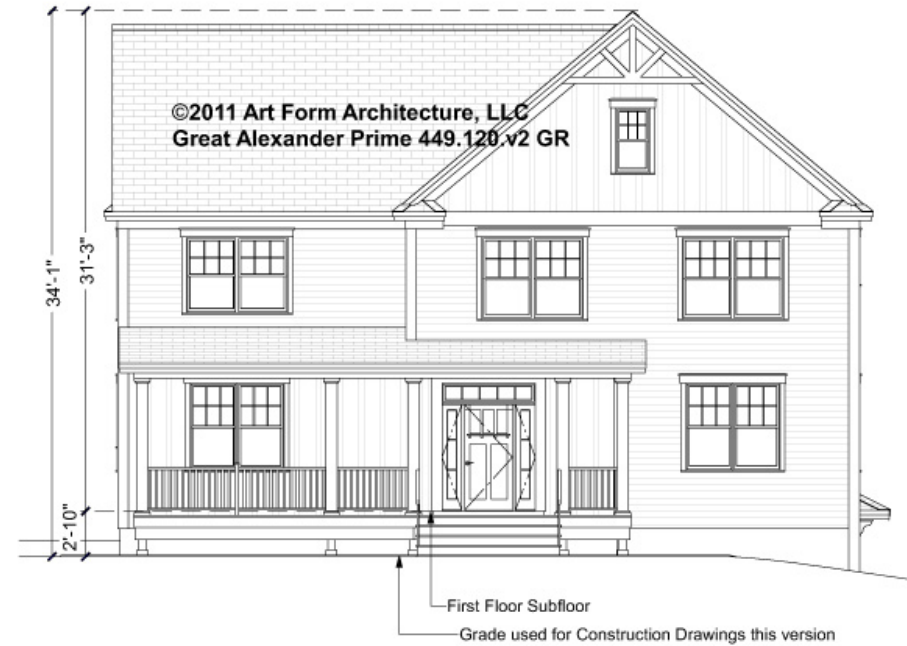 ©2011 Art Form Architecture, LLC
Great Alexander Prime 449.120.v2 GR
34'-1"
31'-3"
2'-10"
First Floor Subfloor
Grade used for Construction Drawings this version